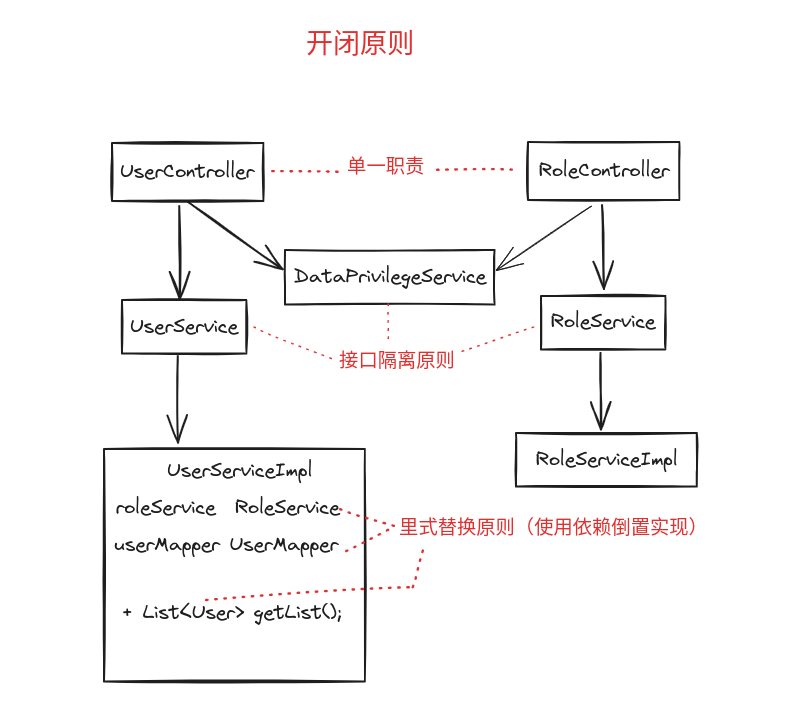 开闭原则
UserController
单一职责
RoleController
DataPrivilegeService
UserService
RoleService
接口隔离原则
UserServiceImpl
RoleServiceImpl
roleService RoleService
里式替换原则（使用依赖倒置实现）
userMapper UserMapper
+ List<User> getList();